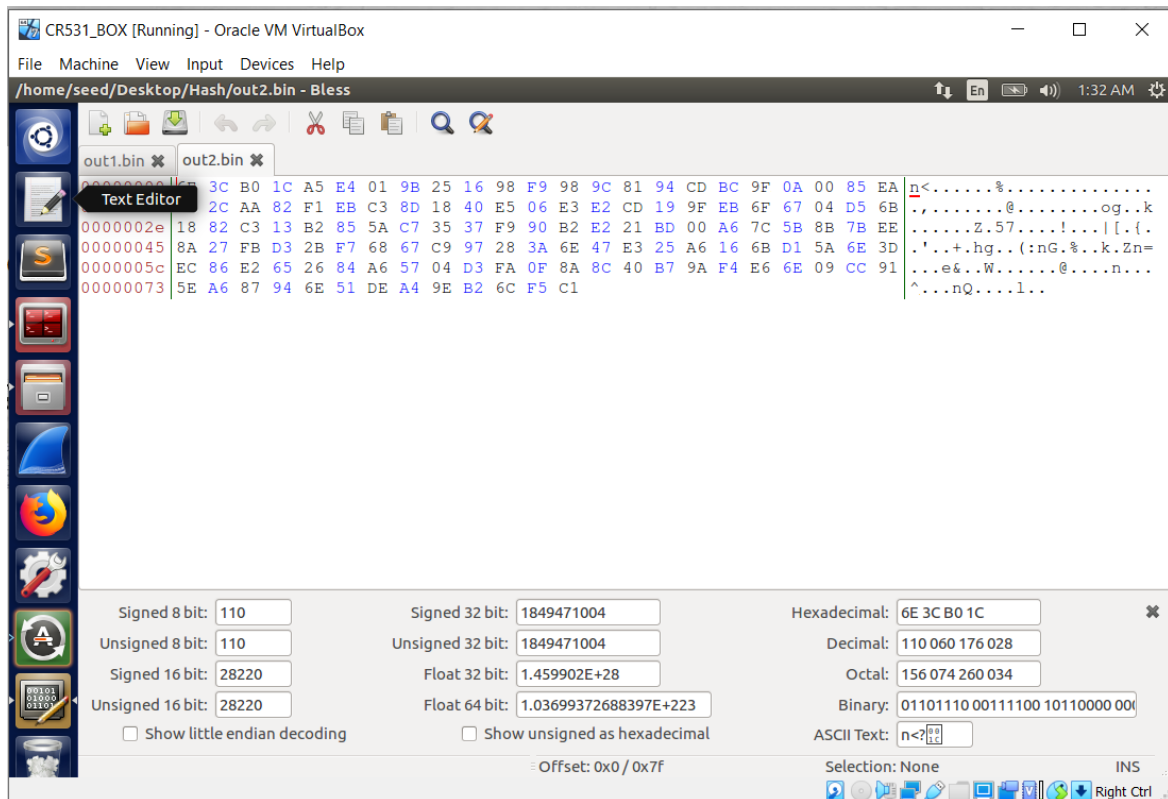 CR531_BOX [Running] - Oracle VM VirtualBox
File Machine View Input Devices Help
/home/seed/Desktop/Hash/out2.bin - Bless
En 1:32 AM
out1.bin ✖ out2.bin ✖
3C B0 1C A5 E4 01 9B 25 16 98 F9 98 9C 81 94 CD BC 9F 0A 00 85 EA n<......%..............
Text Editor
2C AA 82 F1 EB C3 8D 18 40 E5 06 E3 E2 CD 19 9F EB 6F 67 04 D5 6B .,.......@........og..k
0000002e 18 82 C3 13 B2 85 5A C7 35 37 F9 90 B2 E2 21 BD 00 A6 7C 5B 8B 7B EE ......Z.57....!...|[.{.
00000045 8A 27 FB D3 2B F7 68 67 C9 97 28 3A 6E 47 E3 25 A6 16 6B D1 5A 6E 3D .'..+.hg..(:nG.%..k.Zn=
0000005c EC 86 E2 65 26 84 A6 57 04 D3 FA 0F 8A 8C 40 B7 9A F4 E6 6E 09 CC 91 ...e&..W......@....n...
00000073 5E A6 87 94 6E 51 DE A4 9E B2 6C F5 C1 ^...nQ....l..
Signed 8 bit: 110 Signed 32 bit: 1849471004 Hexadecimal: 6E 3C B0 1C
Unsigned 8 bit: 110 Unsigned 32 bit: 1849471004 Decimal: 110 060 176 028
Signed 16 bit: 28220 Float 32 bit: 1.459902E+28 Octal: 156 074 260 034
Unsigned 16 bit: 28220 Float 64 bit: 1.03699372688397E+223 Binary: 01101110 00111100 10110000
Show little endian decoding Show unsigned as hexadecimal ASCII Text: n<?
Offset: 0x0 / 0x7f Selection: None INS
Right Ctrl